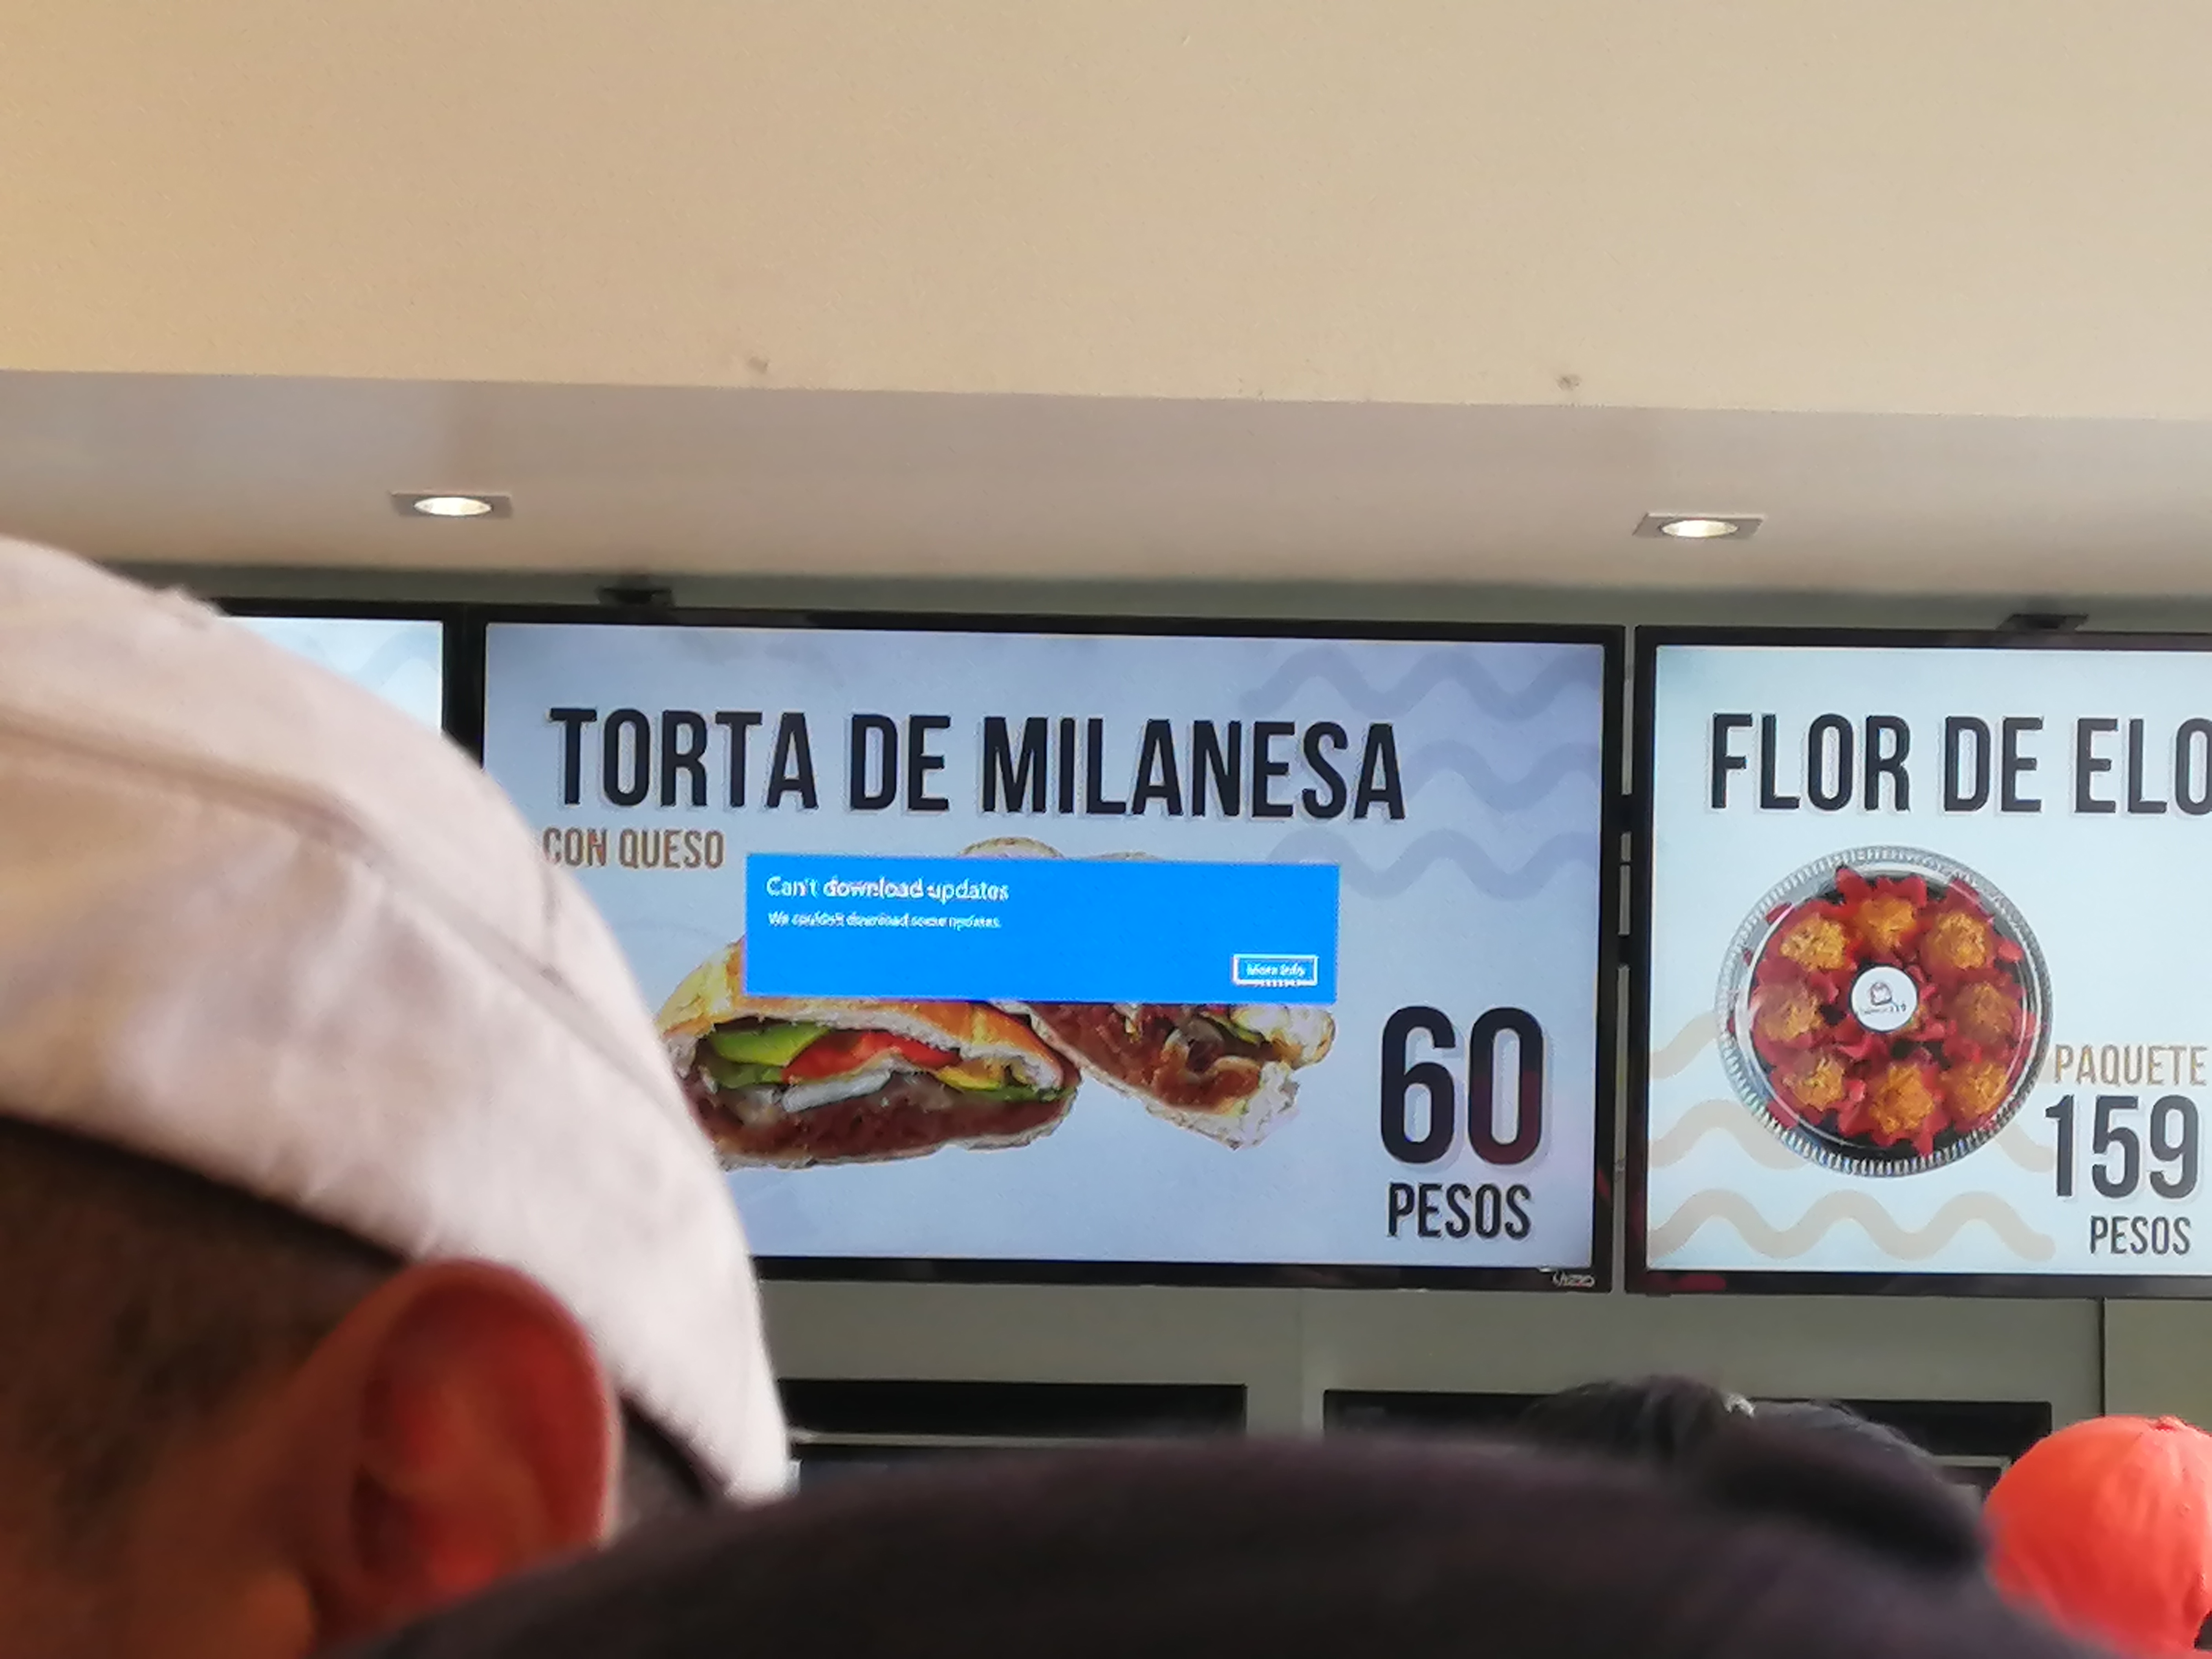 TORTA DE MILANESA
CON QUESO
Can't download updates
We couldn't download some updates.
More info
60
PESOS
FLOR DE ELO
PAQUETE
159
PESOS
VIZIO